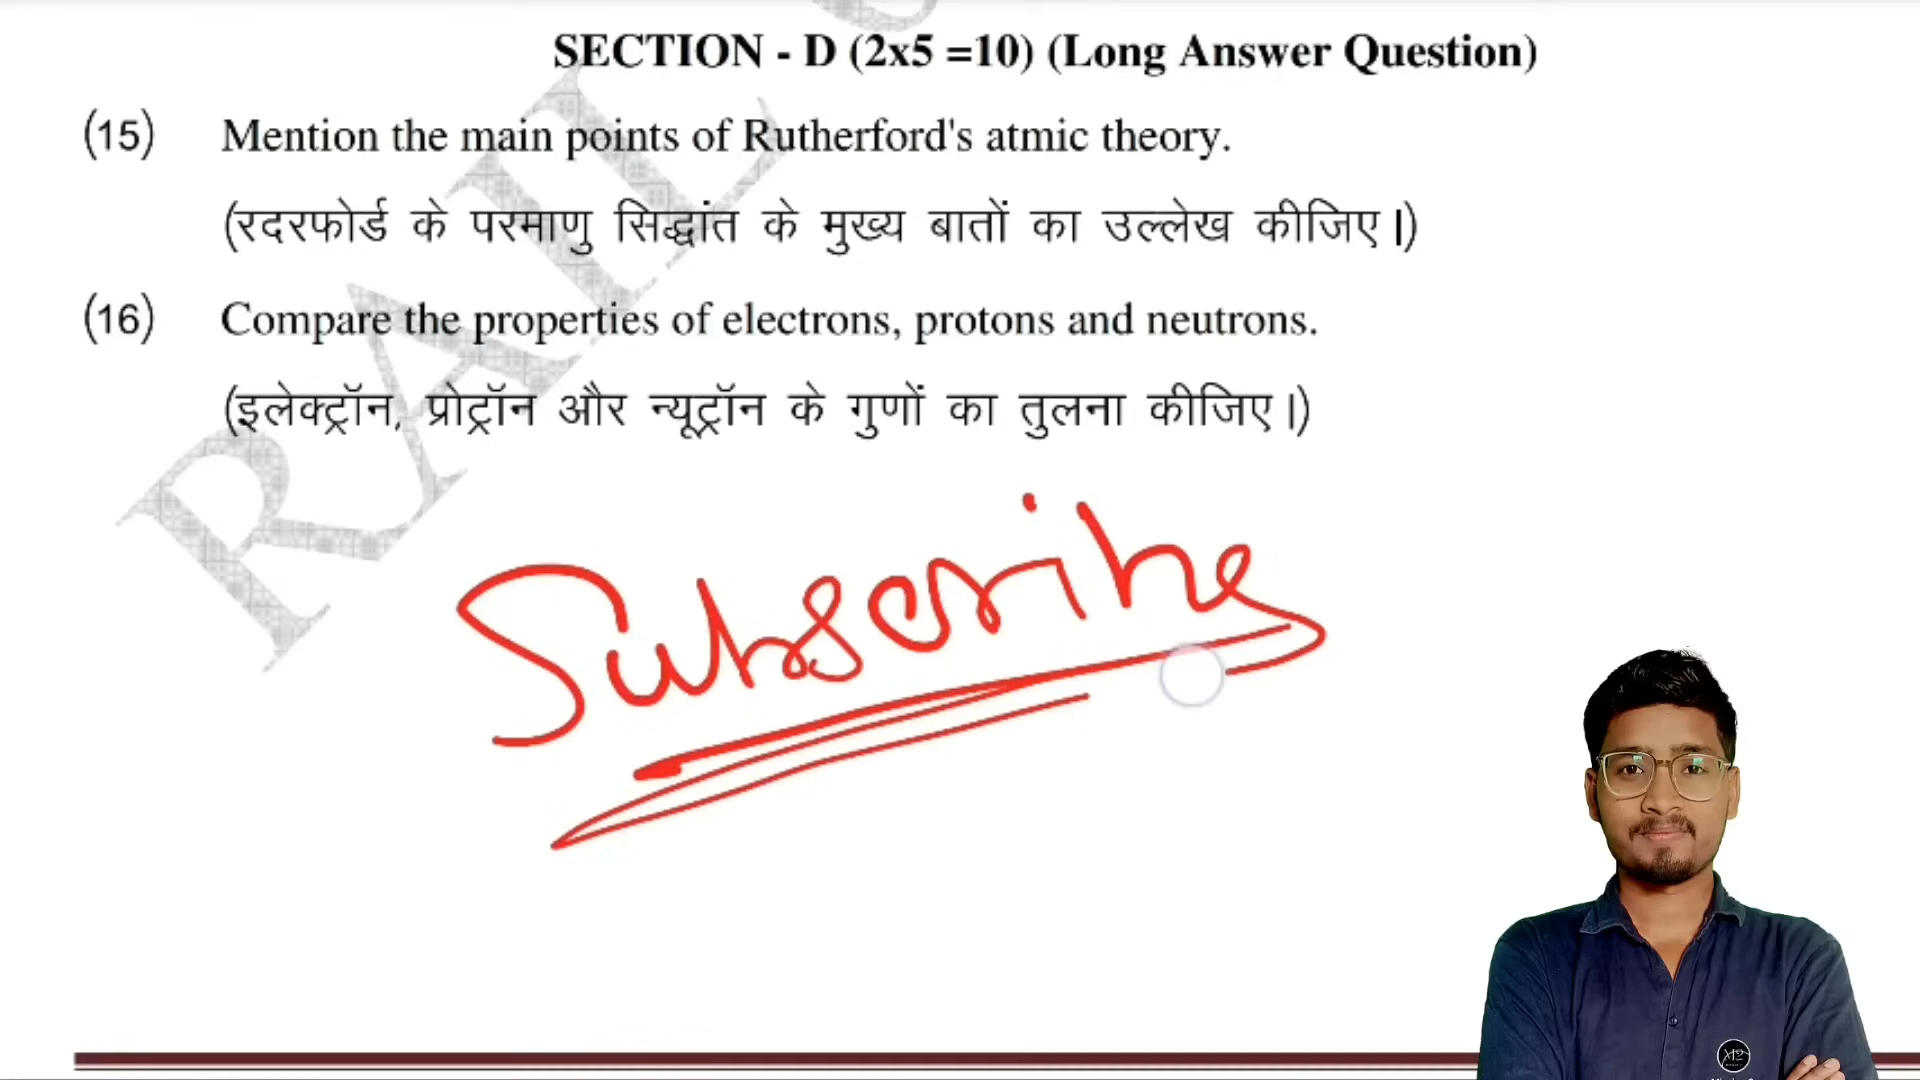 SECTION - D (2x5 =10) (Long Answer Question)
(15) Mention the main points of Rutherford's atmic theory.
(रदरफोर्ड के परमाणु सिद्धांत के मुख्य बातों का उल्लेख कीजिए।)
(16) Compare the properties of electrons, protons and neutrons.
(इलेक्ट्रॉन, प्रोट्रॉन और न्यूट्रॉन के गुणों का तुलना कीजिए।)
Subscribe